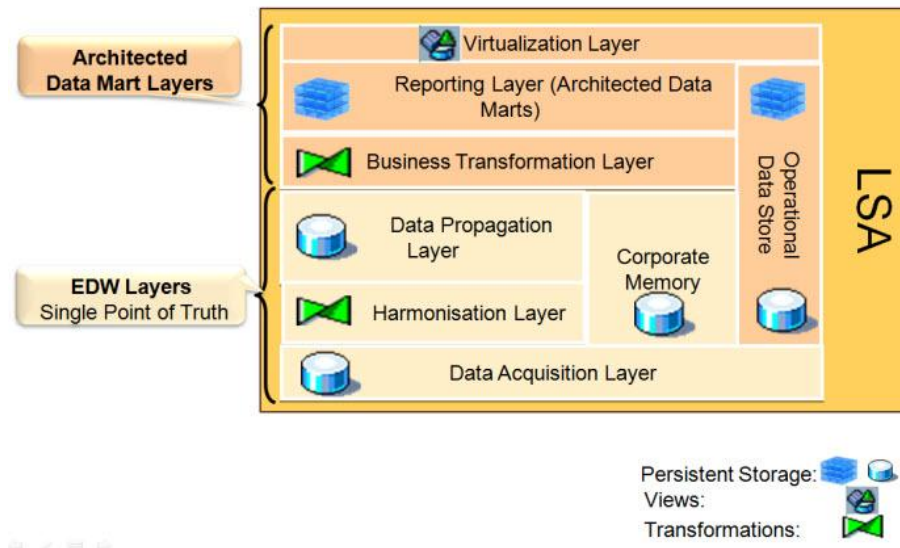 Architected
Data Mart Layers
Virtualization Layer
Reporting Layer (Architected Data
Marts)
Business Transformation Layer
Operational
Data Store
LSA
EDW Layers
Single Point of Truth
Data Propagation
Layer
Corporate
Memory
Harmonisation Layer
Data Acquisition Layer
Persistent Storage:
Views:
Transformations: